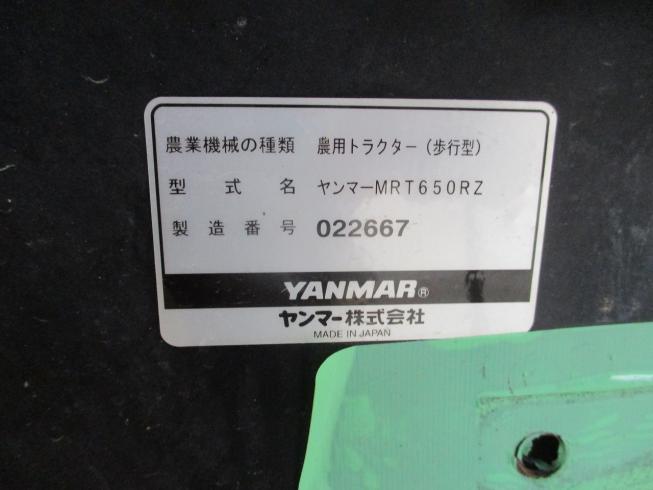 農業機械の種類 農用トラクター(歩行型)
型式名 ヤンマーMRT650RZ
製造番号 022667
YANMAR®
ヤンマー株式会社
MADE IN JAPAN